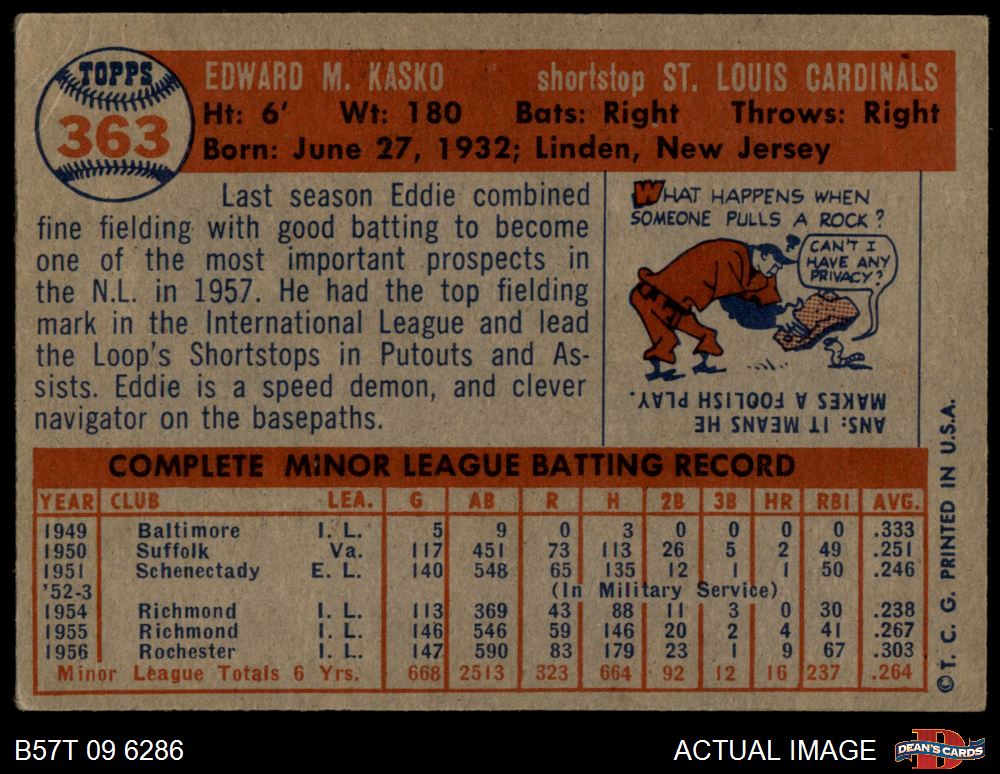 TOPPS
363
EDWARD M. KASKO shortstop ST. LOUIS CARDINALS
Ht: 6' Wt: 180 Bats: Right Throws: Right
Born: June 27, 1932; Linden, New Jersey
Last season Eddie combined
fine fielding with good batting to become
one of the most important prospects in
the N.L. in 1957. He had the top fielding
mark in the International League and lead
the Loop's Shortstops in Putouts and As-
sists. Eddie is a speed demon, and clever
navigator on the basepaths.
WHAT HAPPENS WHEN
SOMEONE PULLS A ROCK?
CAN'T I
HAVE ANY
PRIVACY?
ANS: IT MEANS HE
MAKES A FOOLISH PLAY.
COMPLETE MINOR LEAGUE BATTING RECORD
YEAR CLUB LEA. G AB R H 2B 3B HR RBI AVG.
1949 Baltimore I. L. 5 9 0 3 0 0 0 0 .333
1950 Suffolk Va. 117 451 73 113 26 5 2 49 .251
1951 Schenectady E. L. 140 548 65 135 12 1 1 50 .246
'52-3 (In Military Service)
1954 Richmond I. L. 113 369 43 88 11 3 0 30 .238
1955 Richmond I. L. 146 546 59 146 20 2 4 41 .267
1956 Rochester I. L. 147 590 83 179 23 1 9 67 .303
Minor League Totals 6 Yrs. 668 2513 323 664 92 12 16 237 .264
©T. C. G. PRINTED IN U.S.A.
B57T 09 6286 ACTUAL IMAGE
DEAN'S CARDS